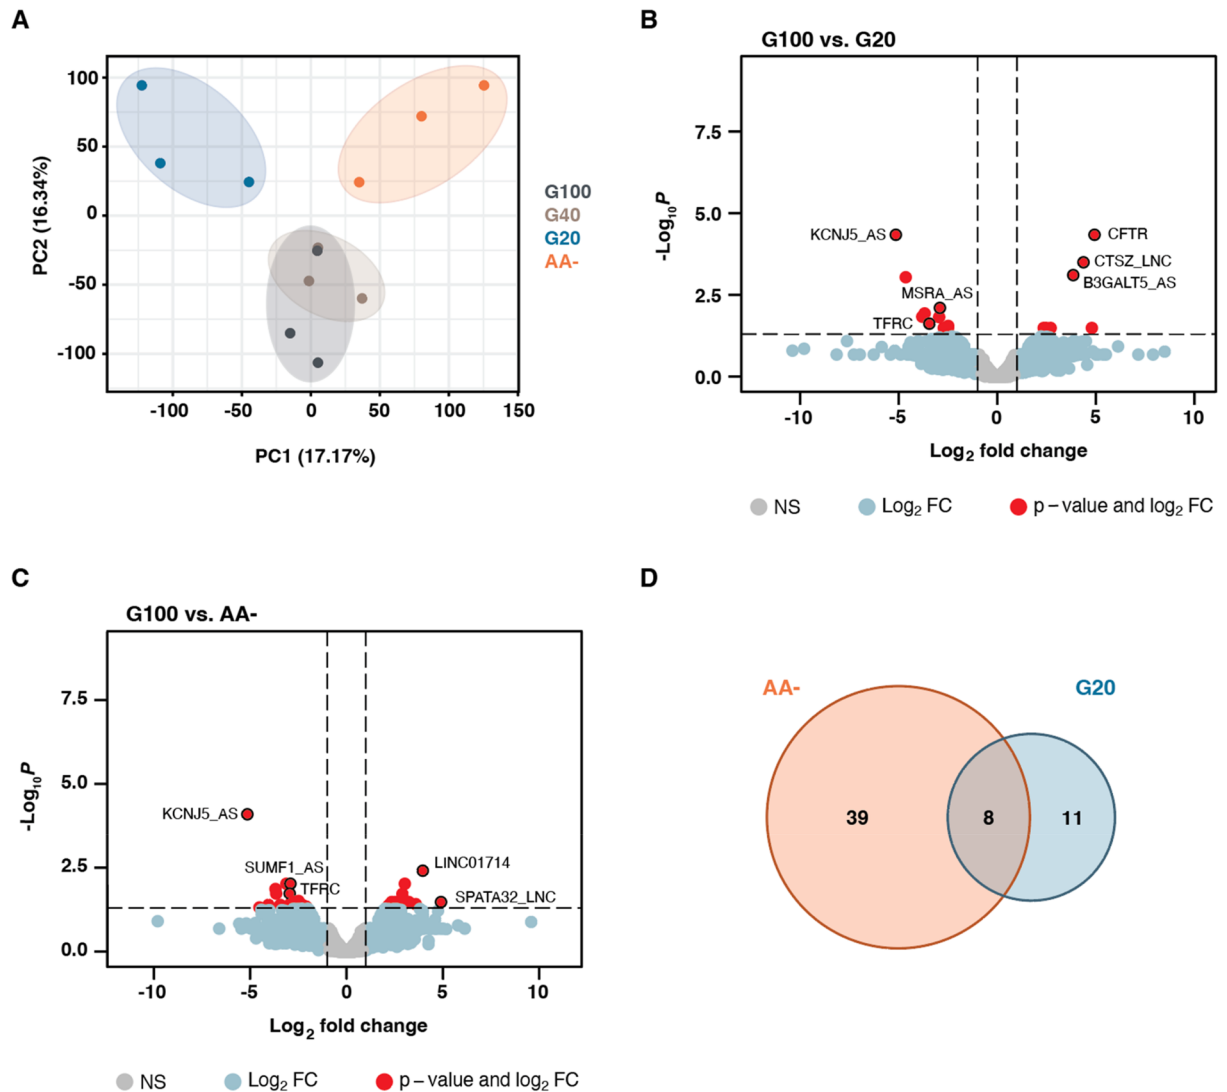 A
100
50
0
-50
-100
-100
-50
0
50
100
150
PC2 (16.34%)
PC1 (17.17%)
G100
G40
G20
AA-
B
G100 vs. G20
7.5
5.0
2.5
0.0
-10
-5
0
5
10
-Log10P
KCNJ5_AS
CFTR
CTSZ_LNC
B3GALT5_AS
MSRA_AS
TFRC
Log2 fold change
NS
Log2 FC
p – value and log2 FC
C
G100 vs. AA-
7.5
5.0
2.5
0.0
-10
-5
0
5
10
-Log10P
KCNJ5_AS
SUMF1_AS
TFRC
LINC01714
SPATA32_LNC
Log2 fold change
NS
Log2 FC
p – value and log2 FC
D
AA-
G20
39
8
11